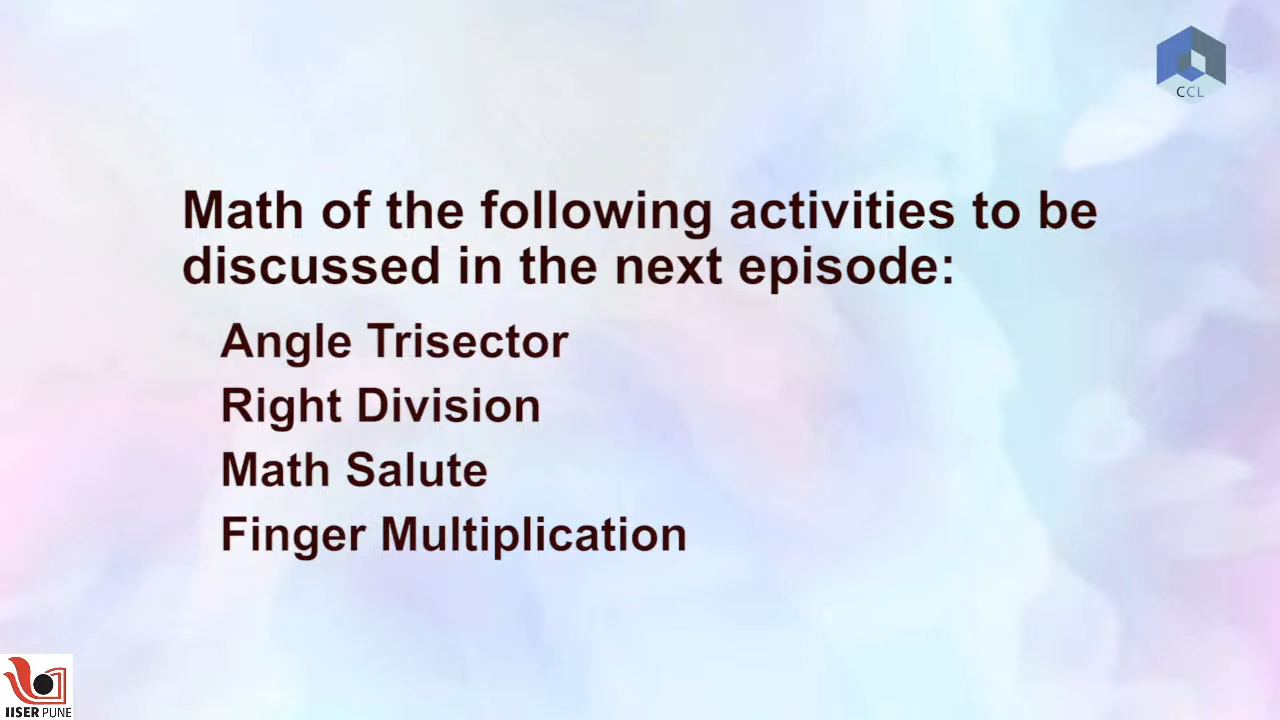 CCL
Math of the following activities to be
discussed in the next episode:
Angle Trisector
Right Division
Math Salute
Finger Multiplication
IISER PUNE